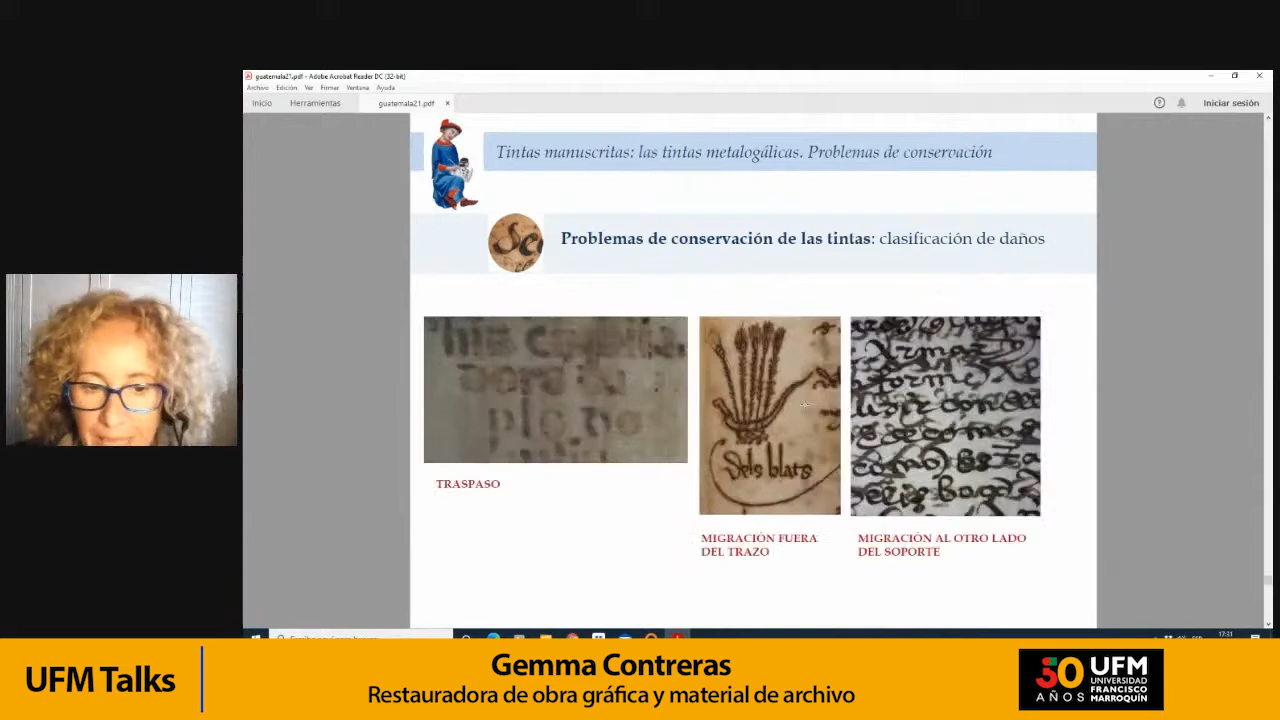 guatemala21.pdf - Adobe Acrobat Reader DC (32-bit)
Archivo Edición Ver Firmar Ventana Ayuda
Inicio Herramientas guatemala21.pdf × Iniciar sesión
Tintas manuscritas: las tintas metalogálicas. Problemas de conservación
Problemas de conservación de las tintas: clasificación de daños
dels blats
TRASPASO
MIGRACIÓN FUERA
DEL TRAZO
MIGRACIÓN AL OTRO LADO
DEL SOPORTE
17:31
UFM Talks
Gemma Contreras
Restauradora de obra gráfica y material de archivo
50
AÑOS
UFM
UNIVERSIDAD
FRANCISCO
MARROQUÍN